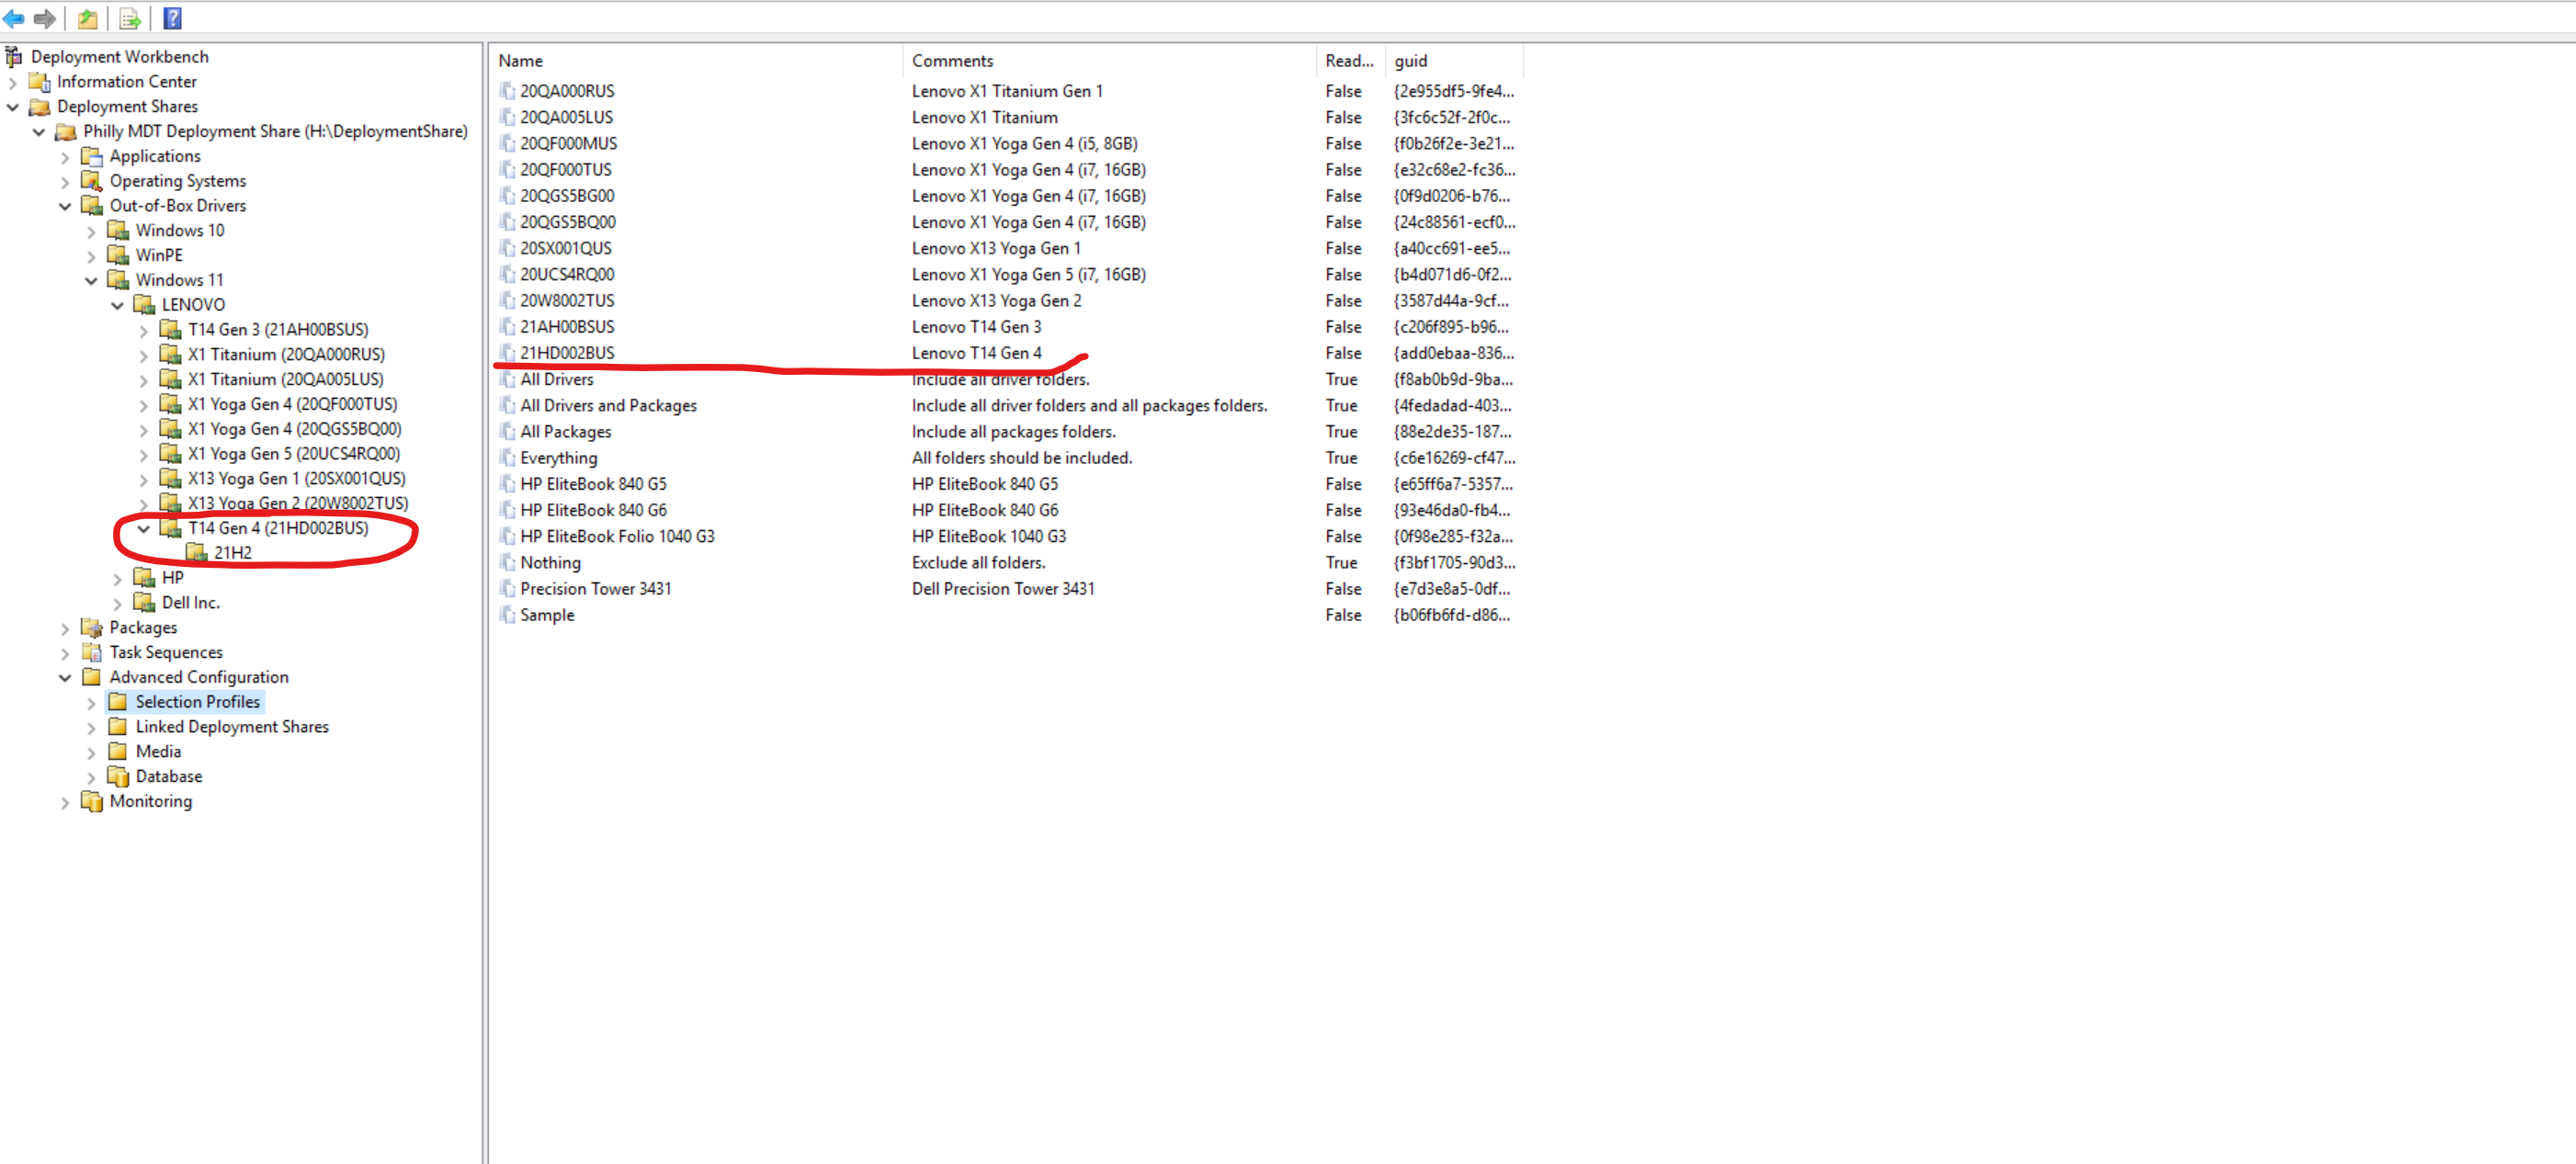 Deployment Workbench
Information Center
Deployment Shares
Philly MDT Deployment Share (H:\DeploymentShare)
Applications
Operating Systems
Out-of-Box Drivers
Windows 10
WinPE
Windows 11
LENOVO
T14 Gen 3 (21AH00BSUS)
X1 Titanium (20QA000RUS)
X1 Titanium (20QA005LUS)
X1 Yoga Gen 4 (20QF000TUS)
X1 Yoga Gen 4 (20QGS5BQ00)
X1 Yoga Gen 5 (20UCS4RQ00)
X13 Yoga Gen 1 (20SX001QUS)
X13 Yoga Gen 2 (20W8002TUS)
T14 Gen 4 (21HD002BUS)
21H2
HP
Dell Inc.
Packages
Task Sequences
Advanced Configuration
Selection Profiles
Linked Deployment Shares
Media
Database
Monitoring
Name Comments Read... guid
20QA000RUS Lenovo X1 Titanium Gen 1 False {2e955df5-9fe4...
20QA005LUS Lenovo X1 Titanium False {3fc6c52f-2f0c...
20QF000MUS Lenovo X1 Yoga Gen 4 (i5, 8GB) False {f0b26f2e-3e21...
20QF000TUS Lenovo X1 Yoga Gen 4 (i7, 16GB) False {e32c68e2-fc36...
20QGS5BG00 Lenovo X1 Yoga Gen 4 (i7, 16GB) False {0f9d0206-b76...
20QGS5BQ00 Lenovo X1 Yoga Gen 4 (i7, 16GB) False {24c88561-ecf0...
20SX001QUS Lenovo X13 Yoga Gen 1 False {a40cc691-ee5...
20UCS4RQ00 Lenovo X1 Yoga Gen 5 (i7, 16GB) False {b4d071d6-0f2...
20W8002TUS Lenovo X13 Yoga Gen 2 False {3587d44a-9cf...
21AH00BSUS Lenovo T14 Gen 3 False {c206f895-b96...
21HD002BUS Lenovo T14 Gen 4 False {add0ebaa-836...
All Drivers Include all driver folders. True {f8ab0b9d-9ba...
All Drivers and Packages Include all driver folders and all packages folders. True {4fedadad-403...
All Packages Include all packages folders. True {88e2de35-187...
Everything All folders should be included. True {c6e16269-cf47...
HP EliteBook 840 G5 HP EliteBook 840 G5 False {e65ff6a7-5357...
HP EliteBook 840 G6 HP EliteBook 840 G6 False {93e46da0-fb4...
HP EliteBook Folio 1040 G3 HP EliteBook 1040 G3 False {0f98e285-f32a...
Nothing Exclude all folders. True {f3bf1705-90d3...
Precision Tower 3431 Dell Precision Tower 3431 False {e7d3e8a5-0df...
Sample False {b06fb6fd-d86...